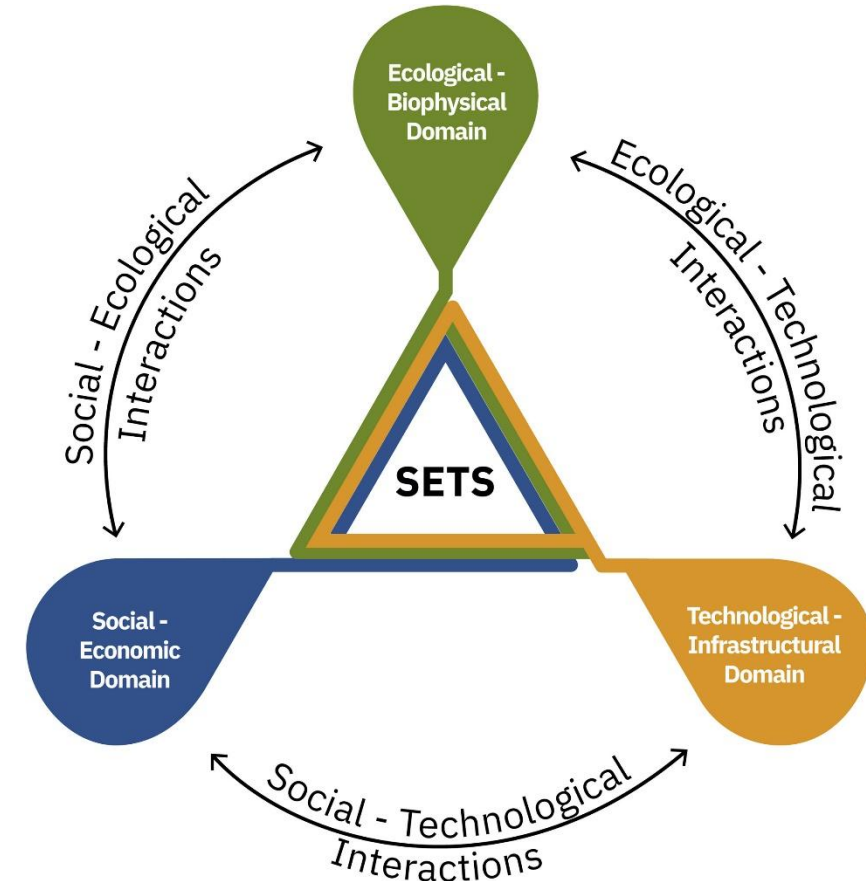 Ecological -
Biophysical
Domain
Social - Ecological
Interactions
Ecological - Technological
Interactions
SETS
Social -
Economic
Domain
Technological -
Infrastructural
Domain
Social - Technological
Interactions